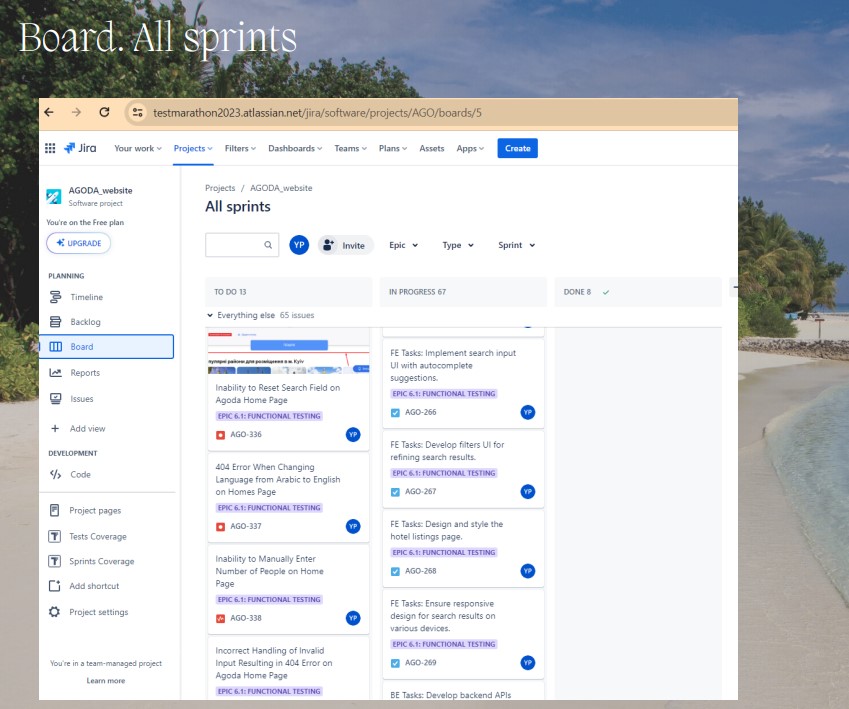 Board. All sprints
testmarathon2023.atlassian.net/jira/software/projects/AGO/boards/5
Jira
Your work
Projects
Filters
Dashboards
Teams
Plans
Assets
Apps
Create
AGODA_website
Software project
You're on the Free plan
UPGRADE
PLANNING
Timeline
Backlog
Board
Reports
Issues
Add view
DEVELOPMENT
Code
Project pages
Tests Coverage
Sprints Coverage
Add shortcut
Project settings
You're in a team-managed project
Learn more
Projects / AGODA_website
All sprints
YP
Invite
Epic
Type
Sprint
TO DO 13
IN PROGRESS 67
DONE 8
Everything else 65 issues
пулярні райони для розміщення в м. Kyiv
Inability to Reset Search Field on
Agoda Home Page
EPIC 6.1: FUNCTIONAL TESTING
AGO-336
YP
404 Error When Changing
Language from Arabic to English
on Homes Page
EPIC 6.1: FUNCTIONAL TESTING
AGO-337
YP
Inability to Manually Enter
Number of People on Home
Page
EPIC 6.1: FUNCTIONAL TESTING
AGO-338
YP
Incorrect Handling of Invalid
Input Resulting in 404 Error on
Agoda Home Page
EPIC 6.1: FUNCTIONAL TESTING
FE Tasks: Implement search input
UI with autocomplete
suggestions.
EPIC 6.1: FUNCTIONAL TESTING
AGO-266
YP
FE Tasks: Develop filters UI for
refining search results.
EPIC 6.1: FUNCTIONAL TESTING
AGO-267
YP
FE Tasks: Design and style the
hotel listings page.
EPIC 6.1: FUNCTIONAL TESTING
AGO-268
YP
FE Tasks: Ensure responsive
design for search results on
various devices.
EPIC 6.1: FUNCTIONAL TESTING
AGO-269
YP
BE Tasks: Develop backend APIs